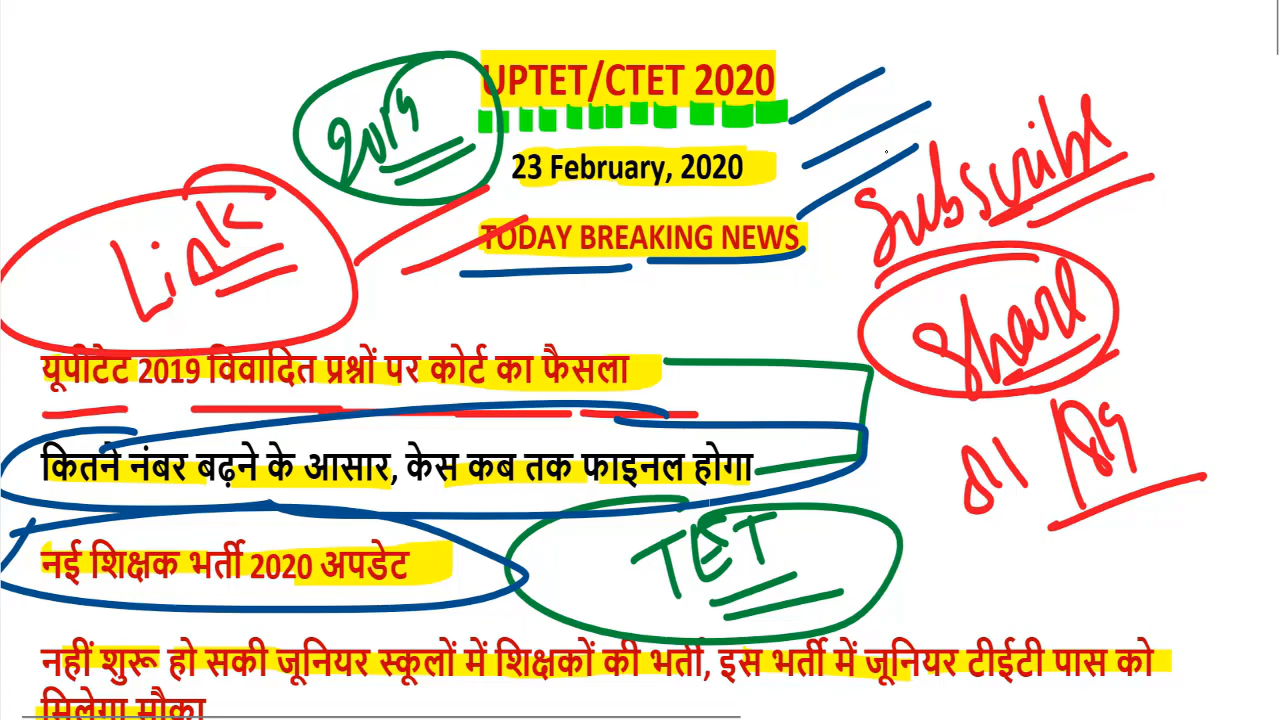 UPTET/CTET 2020
2019
23 February, 2020
Subscribe
Link
TODAY BREAKING NEWS
Share
यूपीटेट 2019 विवादित प्रश्नों पर कोर्ट का फैसला
कितने नंबर बढ़ने के आसार, केस कब तक फाइनल होगा
नई शिक्षक भर्ती 2020 अपडेट
TET
नहीं शुरू हो सकी जूनियर स्कूलों में शिक्षकों की भर्ती, इस भर्ती में जूनियर टीईटी पास को
मिलेगा मौका